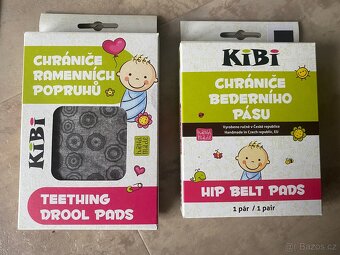 CHRÁNIČE
RAMENNÍCH
POPRUHŮ
KiBi
TEETHING
DROOL PADS
KiBi
CHRÁNIČE
BEDERNÍHO
PÁSU
Vyrobeno ručně v České republice
Handmade in Czech republic, EU
HIP BELT PADS
1 pár / 1 pair
Bazoš.cz